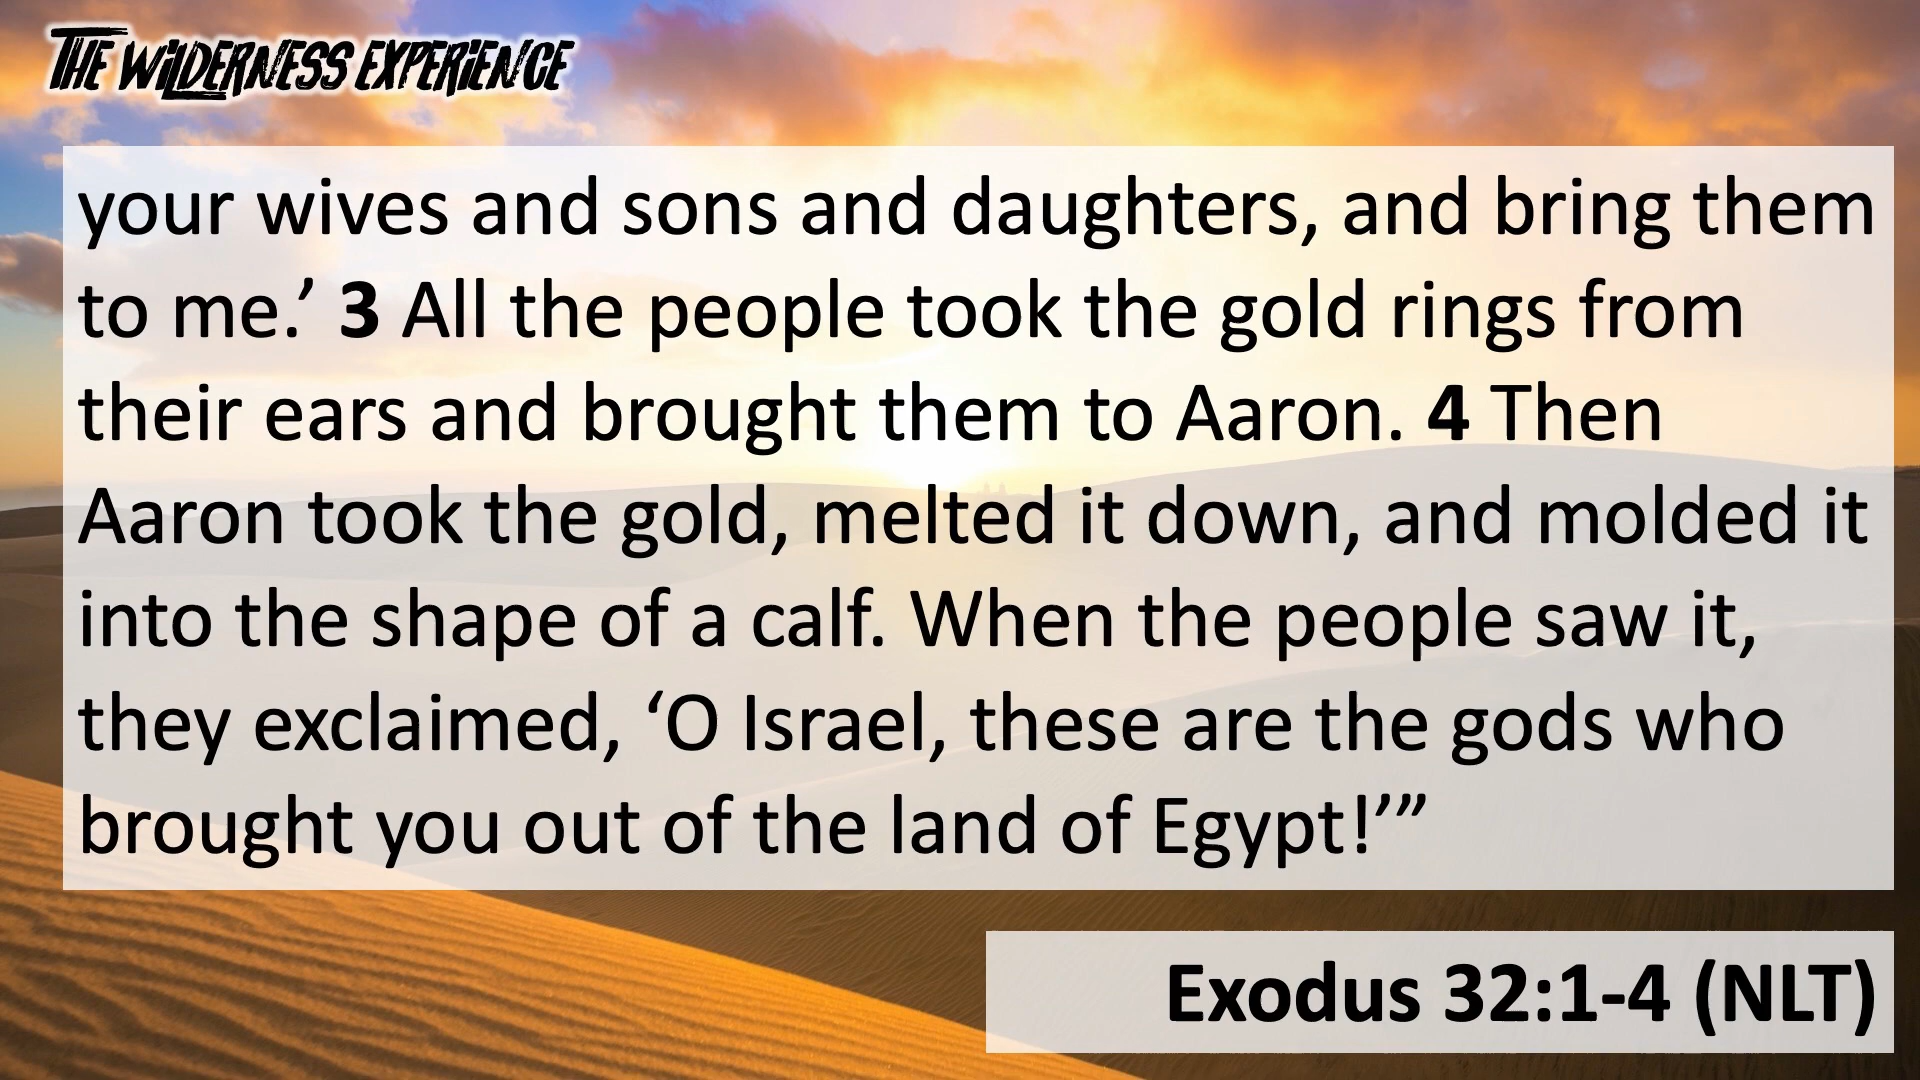 THE WILDERNESS EXPERIENCE
your wives and sons and daughters, and bring them
to me.’ 3 All the people took the gold rings from
their ears and brought them to Aaron. 4 Then
Aaron took the gold, melted it down, and molded it
into the shape of a calf. When the people saw it,
they exclaimed, ‘O Israel, these are the gods who
brought you out of the land of Egypt!’”
Exodus 32:1-4 (NLT)